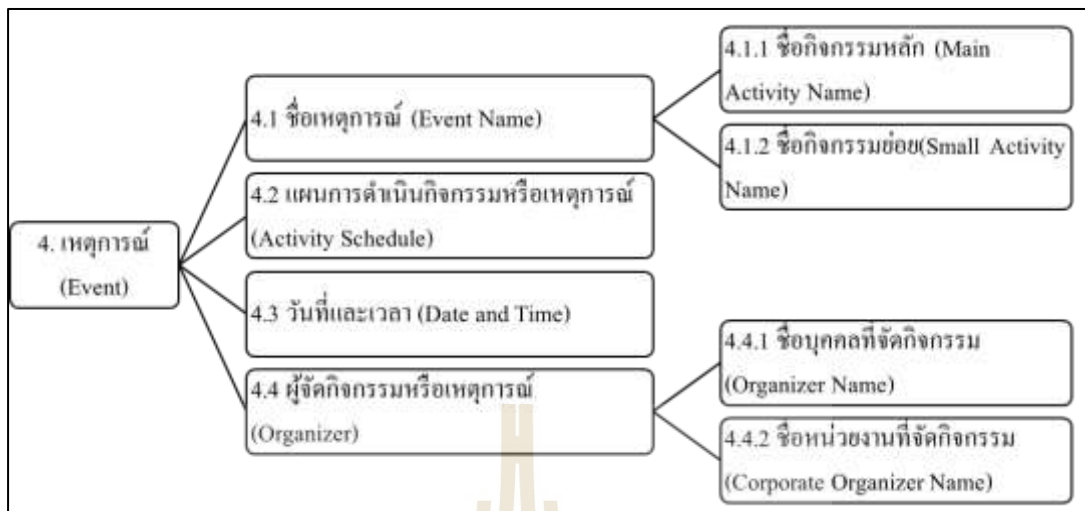 4. เหตุการณ์
(Event)
4.1 ชื่อเหตุการณ์ (Event Name)
4.1.1 ชื่อกิจกรรมหลัก (Main
Activity Name)
4.1.2 ชื่อกิจกรรมย่อย(Small Activity
Name)
4.2 แผนการดำเนินกิจกรรมหรือเหตุการณ์
(Activity Schedule)
4.3 วันที่และเวลา (Date and Time)
4.4 ผู้จัดกิจกรรมหรือเหตุการณ์
(Organizer)
4.4.1 ชื่อบุคคลที่จัดกิจกรรม
(Organizer Name)
4.4.2 ชื่อหน่วยงานที่จัดกิจกรรม
(Corporate Organizer Name)